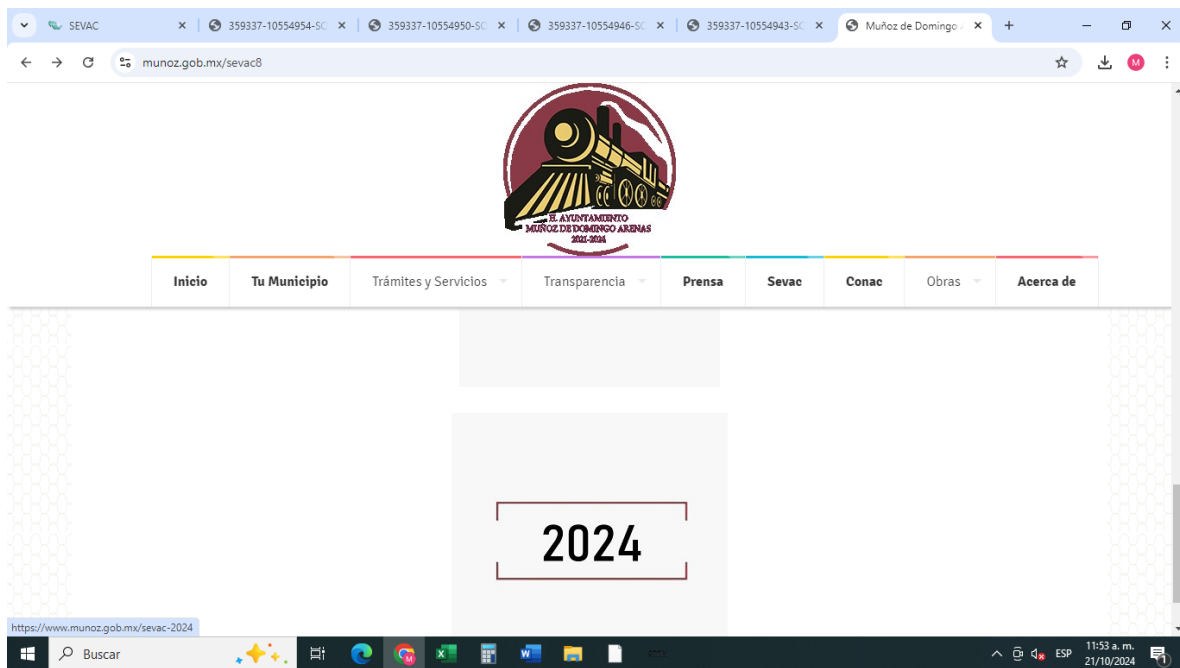 SEVAC
359337-10554954-SC
359337-10554950-SC
359337-10554946-SC
359337-10554943-SC
Muñoz de Domingo A
munoz.gob.mx/sevac8
M
H. AYUNTAMIENTO
MUÑOZ DE DOMINGO ARENAS
2021-2024
Inicio
Tu Municipio
Trámites y Servicios
Transparencia
Prensa
Sevac
Conac
Obras
Acerca de
2024
https://www.munoz.gob.mx/sevac-2024
Buscar
ESP
11:53 a. m.
21/10/2024
1